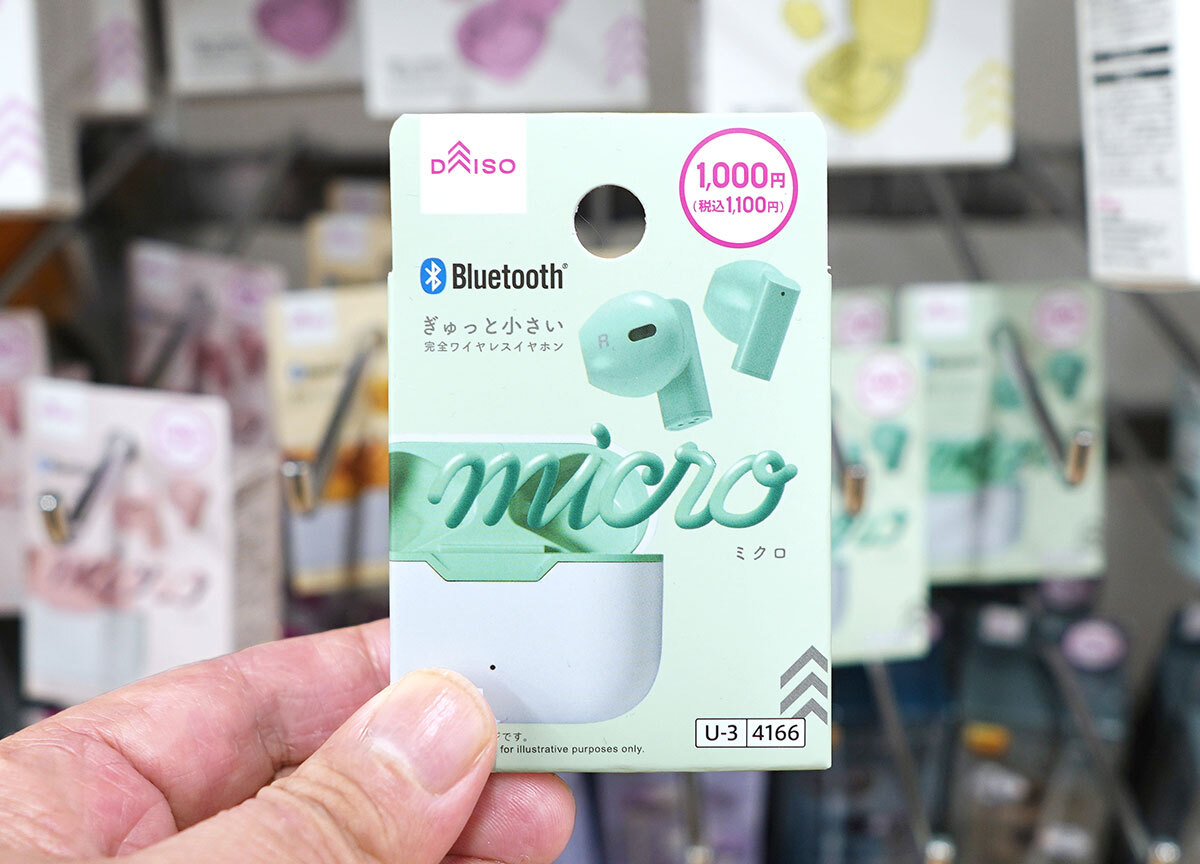 DAISO
1,000円
(税込1,100円)
Bluetooth®
ぎゅっと小さい
完全ワイヤレスイヤホン
R
micro
ミクロ
U-3 4166
です。
for illustrative purposes only.